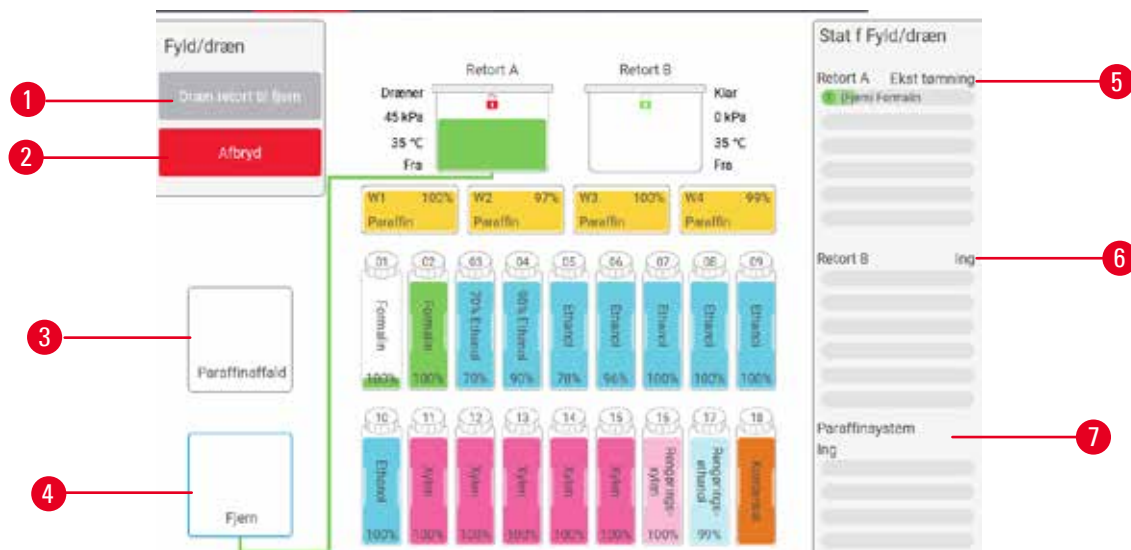 Fyld/dræn
Dræn retort til fjern
Afbryd
Paraffinaffald
Fjern
Retort A
Dræner
45 kPa
35 °C
Fra
Retort B
Klar
0 kPa
35 °C
Fra
W1 100%
Paraffin
W2 97%
Paraffin
W3 100%
Paraffin
W4 99%
Paraffin
01
Formalin
100%
02
Formalin
100%
03
70% Ethanol
70%
04
90% Ethanol
90%
05
Ethanol
78%
06
Ethanol
96%
07
Ethanol
100%
08
Ethanol
100%
09
Ethanol
100%
10
Ethanol
100%
11
Xylen
100%
12
Xylen
100%
13
Xylen
100%
14
Xylen
100%
15
Xylen
100%
16
Rengørings-
xylen
100%
17
Rengørings-
ethanol
99%
18
Kondensat
Stat f Fyld/dræn
Retort A Ekst tømning
(Fjern) Formalin
Retort B Ing
Paraffinsystem
Ing
1
2
3
4
5
6
7